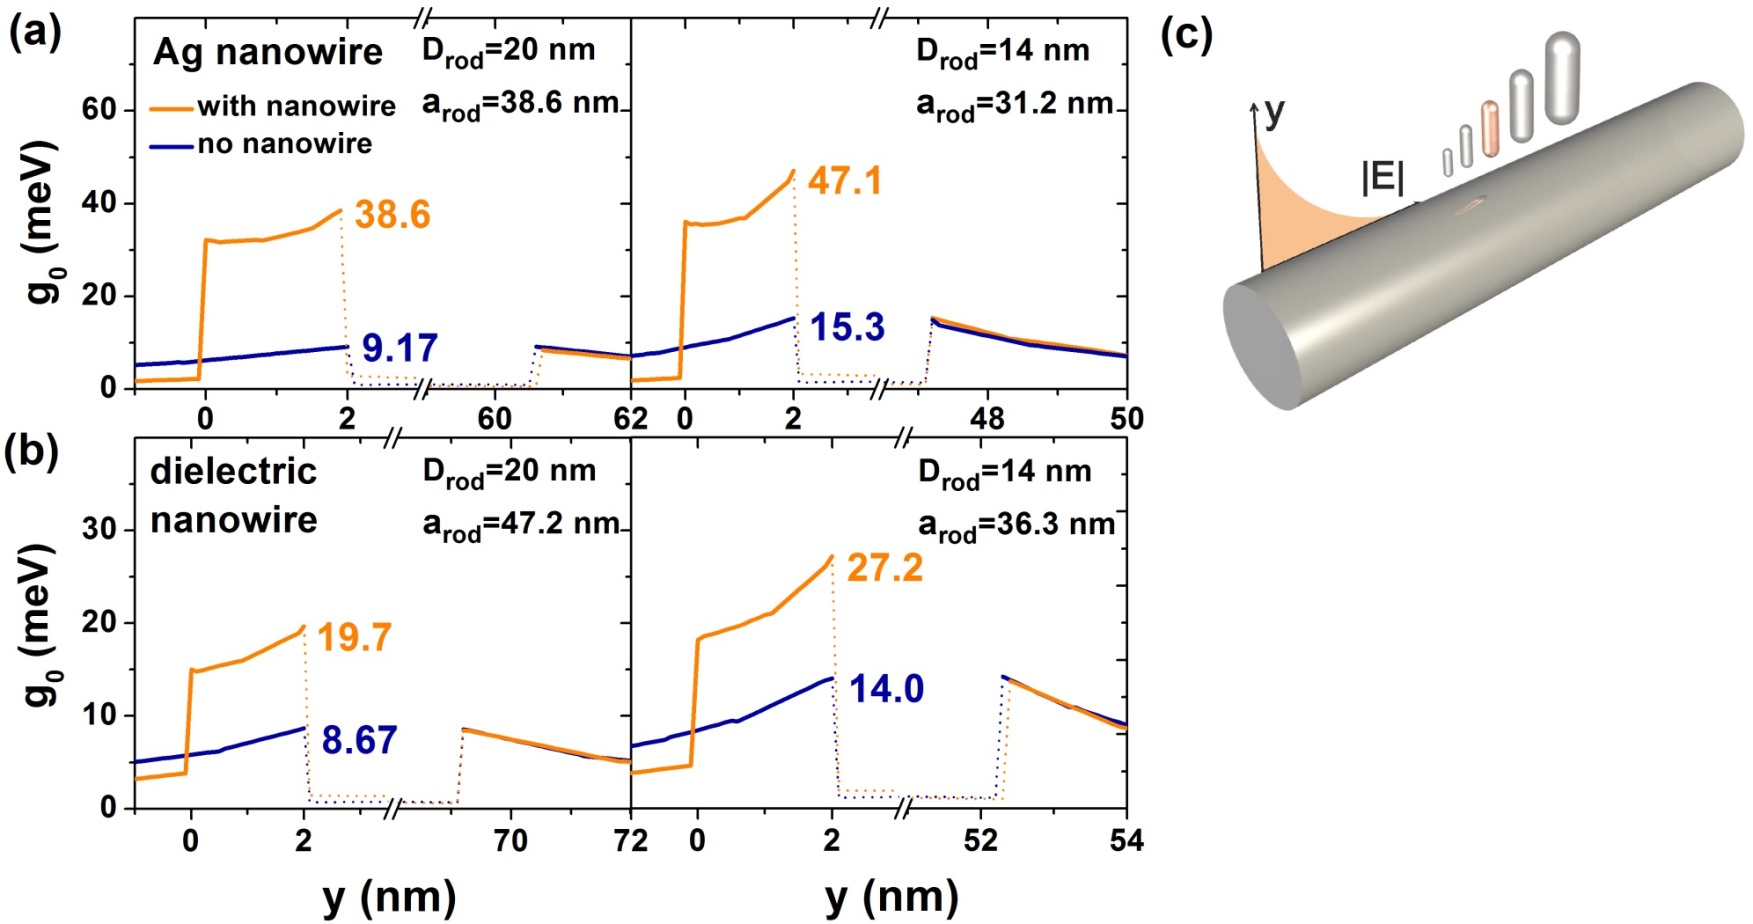 (a)
Ag nanowire
with nanowire
no nanowire
D_rod=20 nm
a_rod=38.6 nm
38.6
9.17
g_0 (meV)
60
40
20
0
0 2 60 62
D_rod=14 nm
a_rod=31.2 nm
47.1
15.3
0 2 48 50
(b)
dielectric
nanowire
D_rod=20 nm
a_rod=47.2 nm
19.7
8.67
g_0 (meV)
30
20
10
0
0 2 70 72
y (nm)
D_rod=14 nm
a_rod=36.3 nm
27.2
14.0
0 2 52 54
y (nm)
(c)
y
|E|